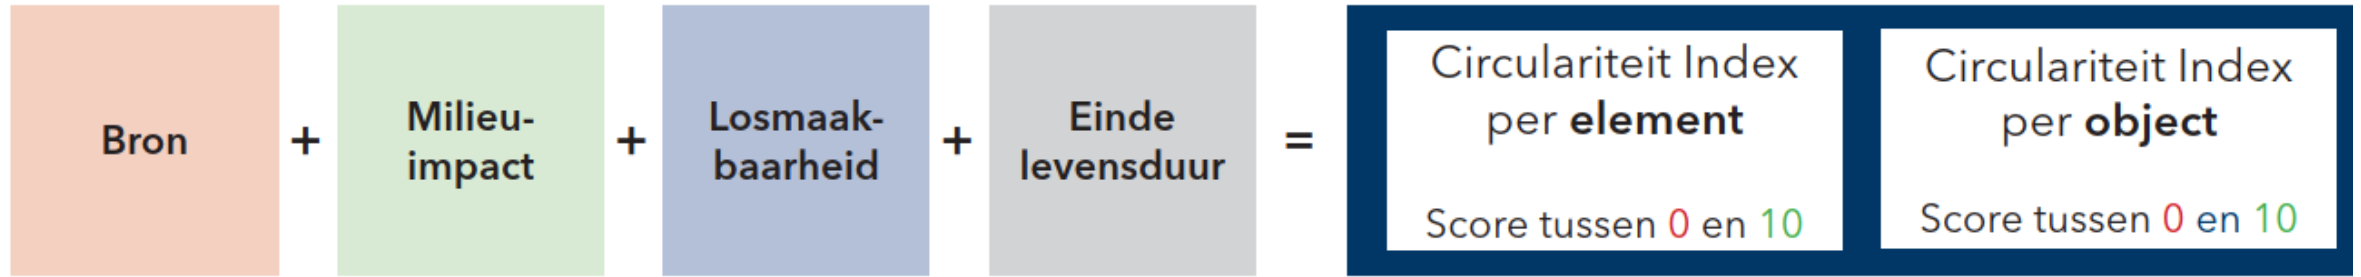 Bron
+
Milieu-
impact
+
Losmaak-
baarheid
+
Einde
levensduur
=
Circulariteit Index
per element
Score tussen 0 en 10
Circulariteit Index
per object
Score tussen 0 en 10